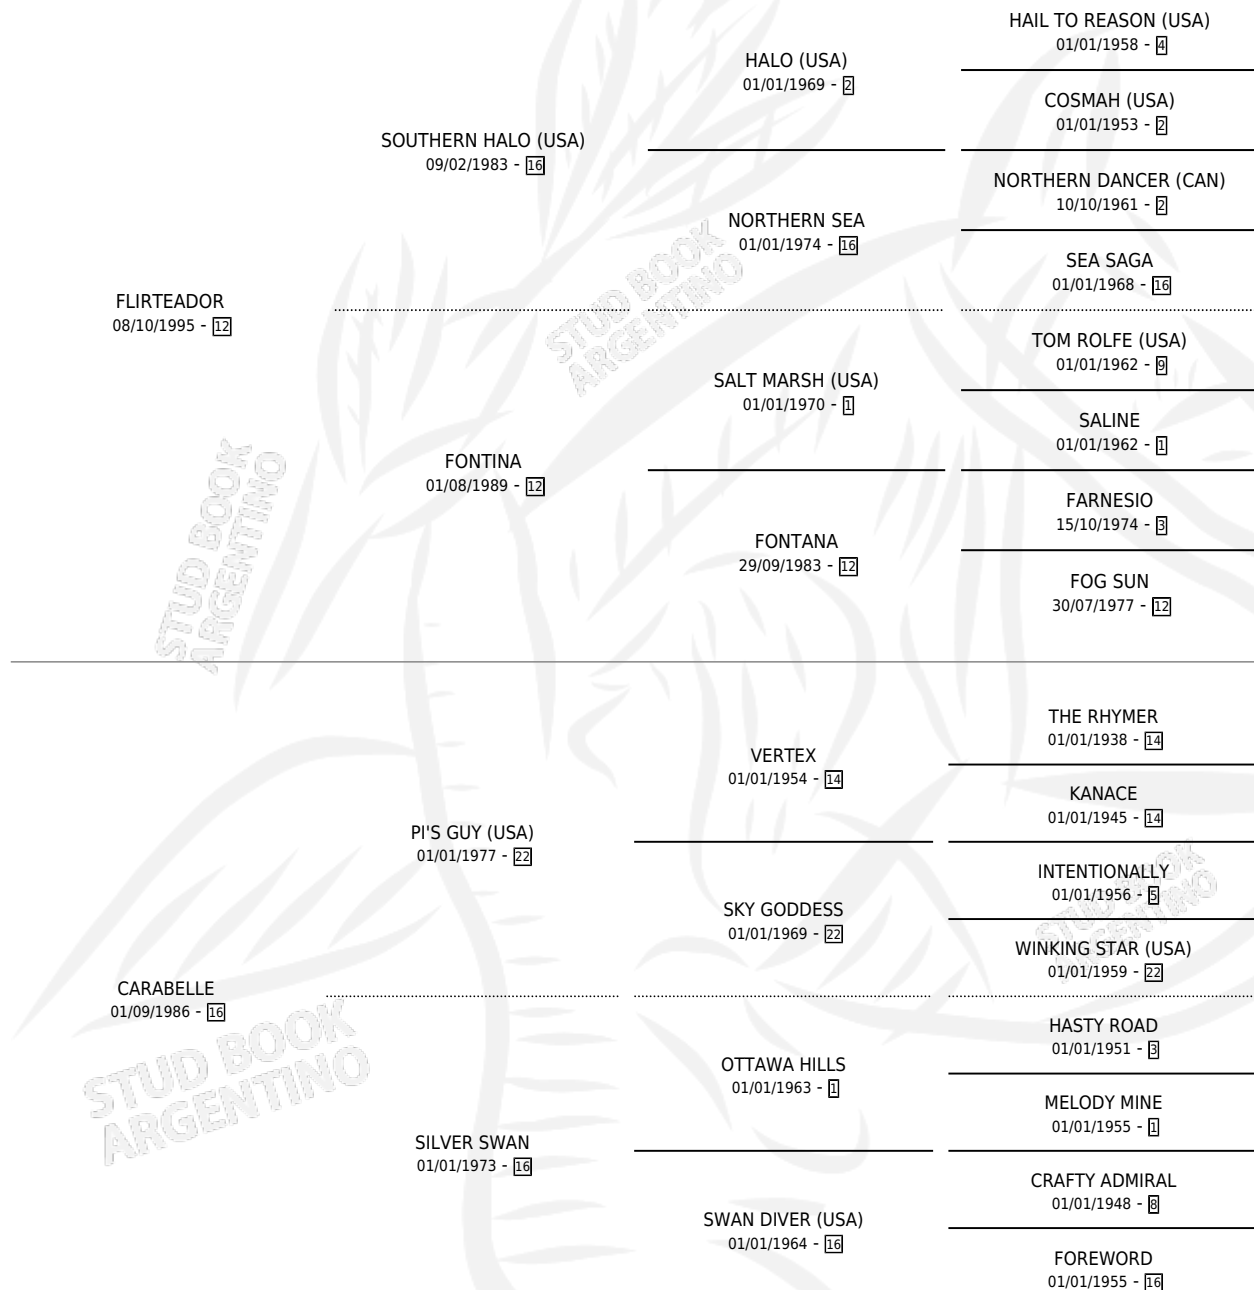 HAIL TO REASON (USA)
01/01/1958 - 4
HALO (USA)
01/01/1969 - 2
COSMAH (USA)
01/01/1953 - 2
SOUTHERN HALO (USA)
09/02/1983 - 16
NORTHERN DANCER (CAN)
10/10/1961 - 2
NORTHERN SEA
01/01/1974 - 16
SEA SAGA
01/01/1968 - 16
FLIRTEADOR
08/10/1995 - 12
STUD BOOK
ARGENTINO
TOM ROLFE (USA)
01/01/1962 - 9
SALT MARSH (USA)
01/01/1970 - 1
SALINE
01/01/1962 - 1
FONTINA
01/08/1989 - 12
FARNESIO
15/10/1974 - 3
FONTANA
29/09/1983 - 12
FOG SUN
30/07/1977 - 12
STUD BOOK
ARGENTINO
THE RHYMER
01/01/1938 - 14
VERTEX
01/01/1954 - 14
KANACE
01/01/1945 - 14
PI'S GUY (USA)
01/01/1977 - 22
INTENTIONALLY
01/01/1956 - 5
SKY GODDESS
01/01/1969 - 22
WINKING STAR (USA)
01/01/1959 - 22
STUD BOOK
ARGENTINO
CARABELLE
01/09/1986 - 16
HASTY ROAD
01/01/1951 - 3
OTTAWA HILLS
01/01/1963 - 1
MELODY MINE
01/01/1955 - 1
STUD BOOK
ARGENTINO
SILVER SWAN
01/01/1973 - 16
CRAFTY ADMIRAL
01/01/1948 - 8
SWAN DIVER (USA)
01/01/1964 - 16
FOREWORD
01/01/1955 - 16